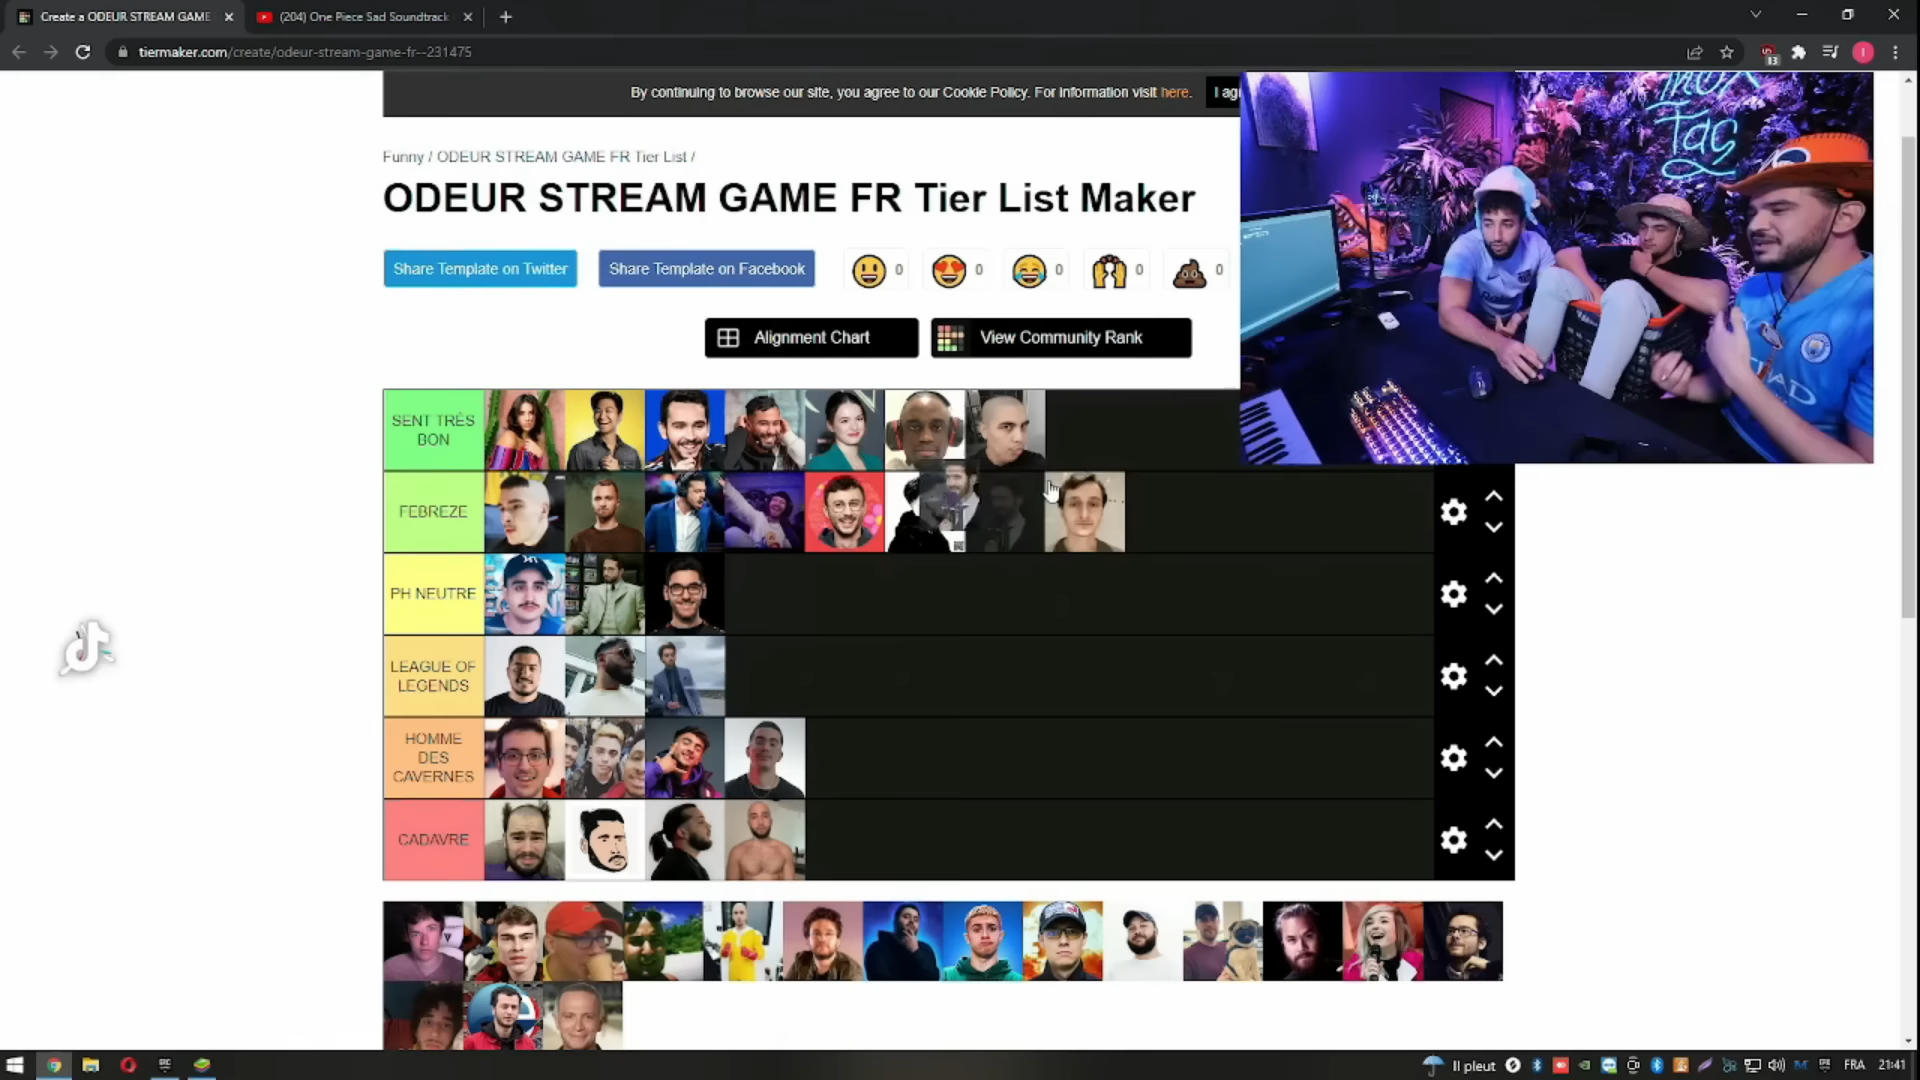 Create a ODEUR STREAM GAME
(204) One Piece Sad Soundtrack
tiermaker.com/create/odeur-stream-game-fr--231475
13
I
By continuing to browse our site, you agree to our Cookie Policy. For information visit here.
I agr
Funny / ODEUR STREAM GAME FR Tier List /
ODEUR STREAM GAME FR Tier List Maker
Share Template on Twitter
Share Template on Facebook
0
0
0
0
0
Alignment Chart
View Community Rank
inox
Tag
SENT TRÈS
BON
FEBREZE
PH NEUTRE
LEAGUE OF
LEGENDS
HOMME
DES
CAVERNES
CADAVRE
Il pleut
FRA
21:41